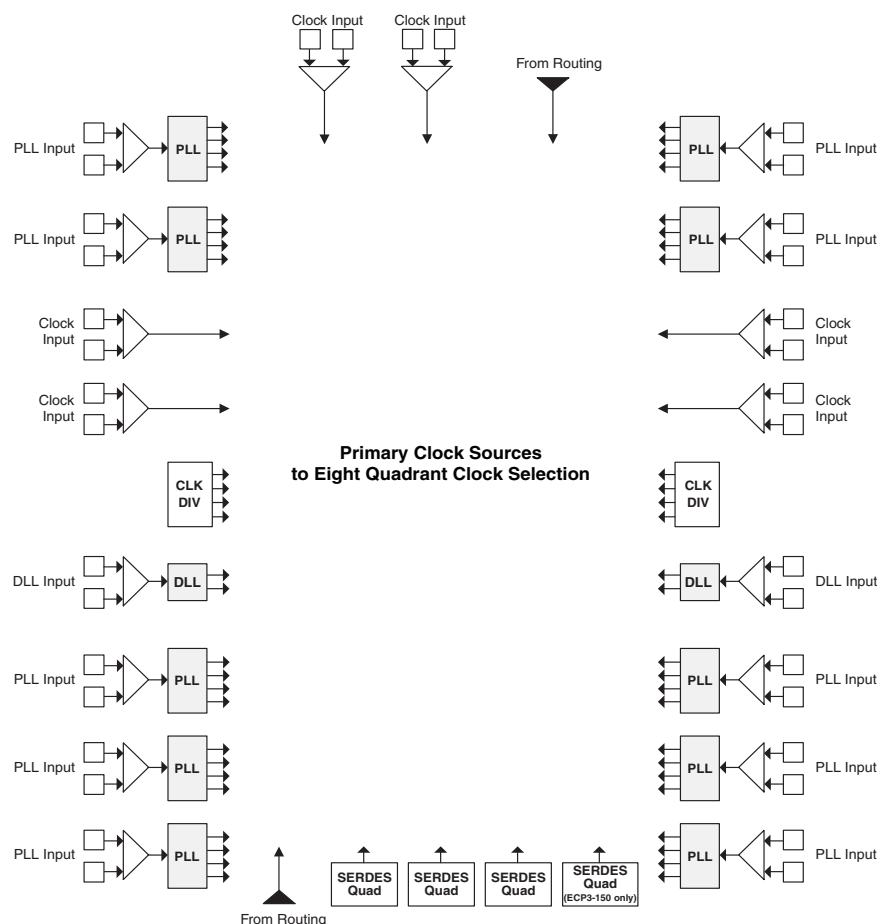 Clock Input Clock Input
From Routing
PLL Input PLL PLL PLL Input
PLL Input PLL PLL PLL Input
Clock Clock
Input Input
Clock Clock
Input Input
Primary Clock Sources
to Eight Quadrant Clock Selection
CLK CLK
DIV DIV
DLL Input DLL DLL DLL Input
PLL Input PLL PLL PLL Input
PLL Input PLL PLL PLL Input
PLL Input PLL PLL PLL Input
SERDES SERDES SERDES SERDES
Quad Quad Quad Quad
(ECP3-150 only)
From Routing